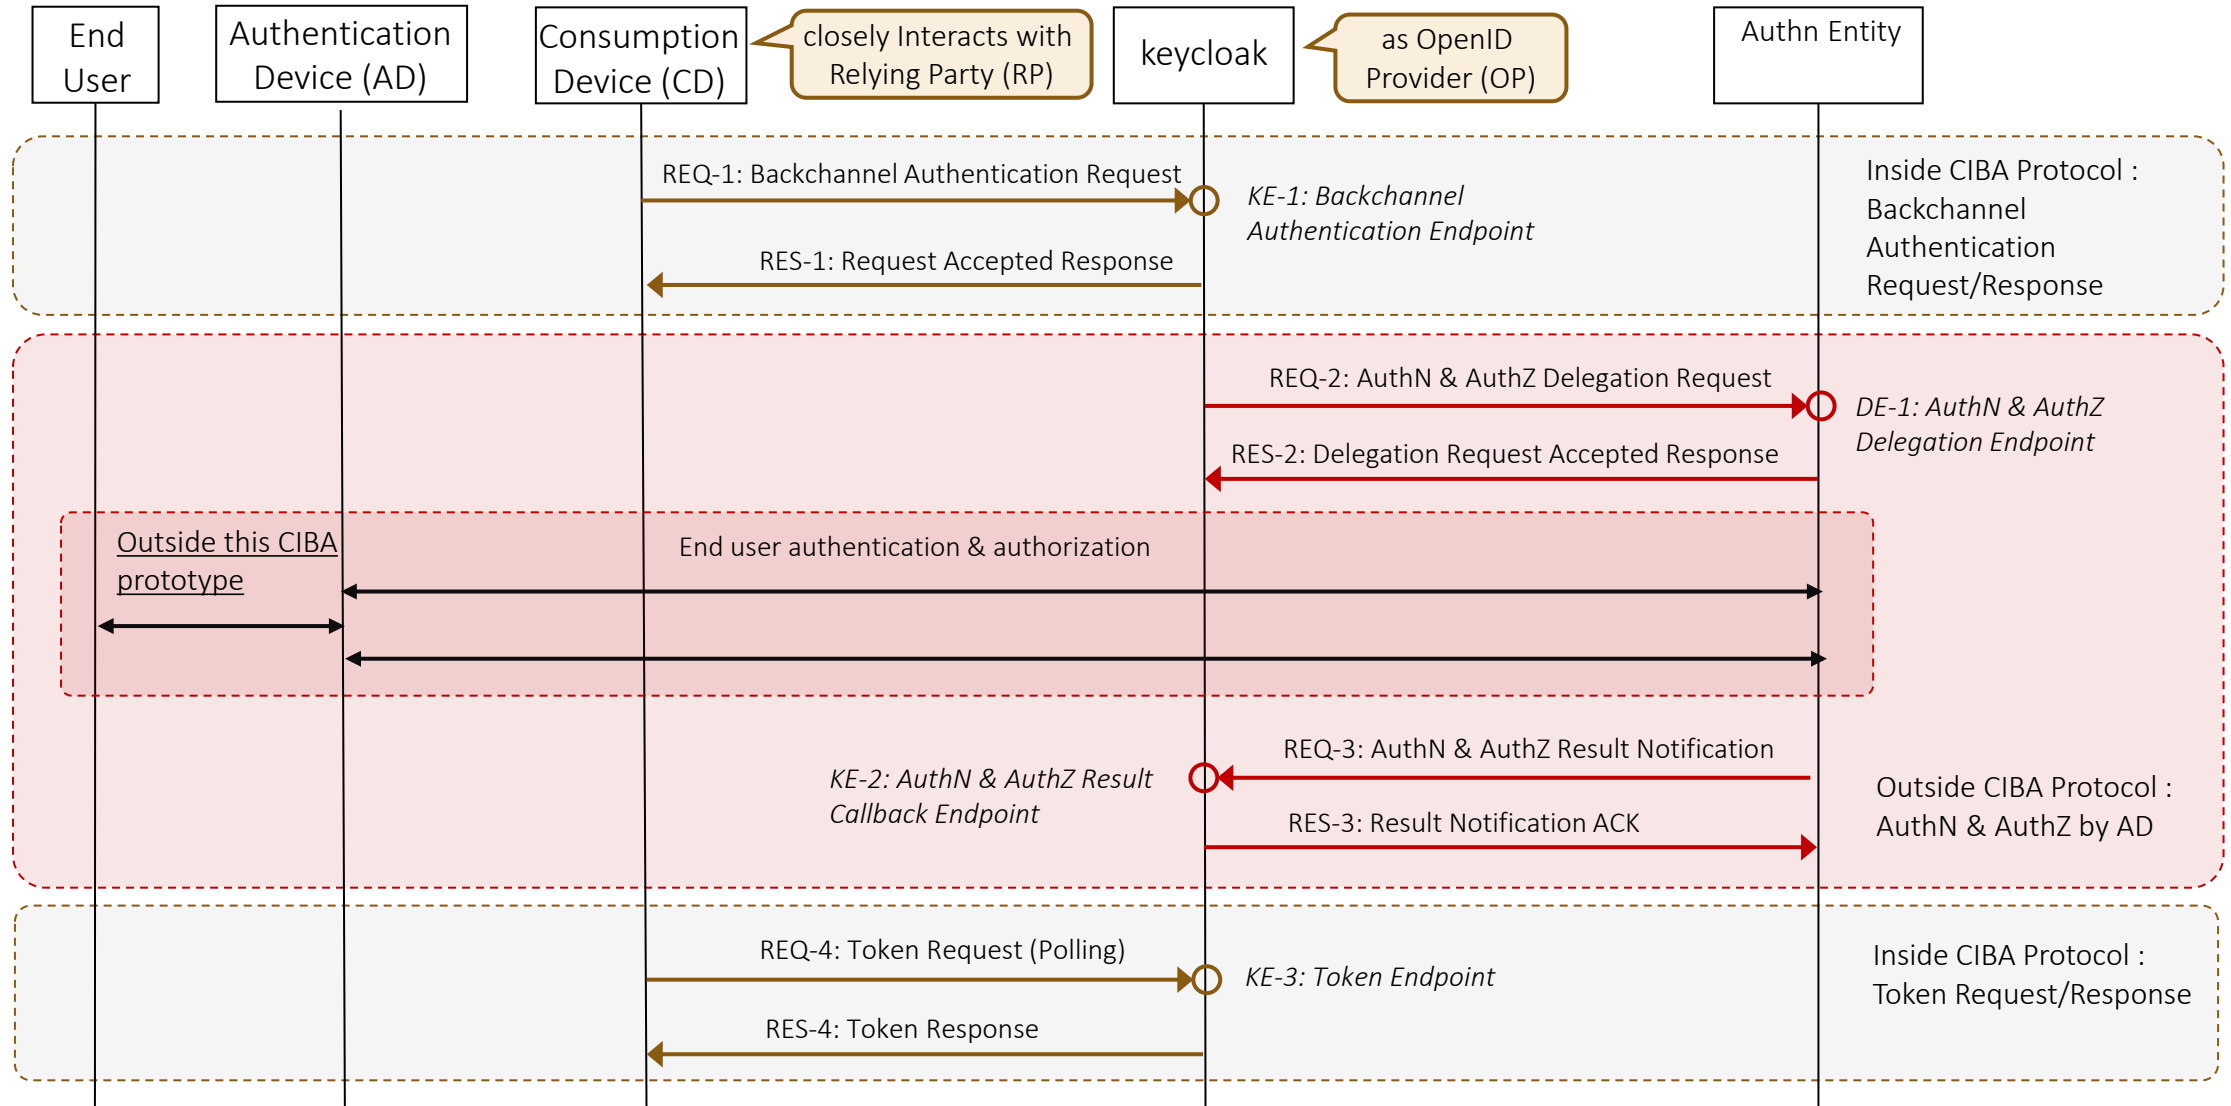 End
User
Authentication
Device (AD)
Consumption
Device (CD)
closely Interacts with
Relying Party (RP)
keycloak
as OpenID
Provider (OP)
Authn Entity
REQ-1: Backchannel Authentication Request
KE-1: Backchannel
Authentication Endpoint
RES-1: Request Accepted Response
Inside CIBA Protocol :
Backchannel
Authentication
Request/Response
REQ-2: AuthN & AuthZ Delegation Request
DE-1: AuthN & AuthZ
Delegation Endpoint
RES-2: Delegation Request Accepted Response
Outside this CIBA
prototype
End user authentication & authorization
REQ-3: AuthN & AuthZ Result Notification
KE-2: AuthN & AuthZ Result
Callback Endpoint
RES-3: Result Notification ACK
Outside CIBA Protocol :
AuthN & AuthZ by AD
REQ-4: Token Request (Polling)
KE-3: Token Endpoint
RES-4: Token Response
Inside CIBA Protocol :
Token Request/Response